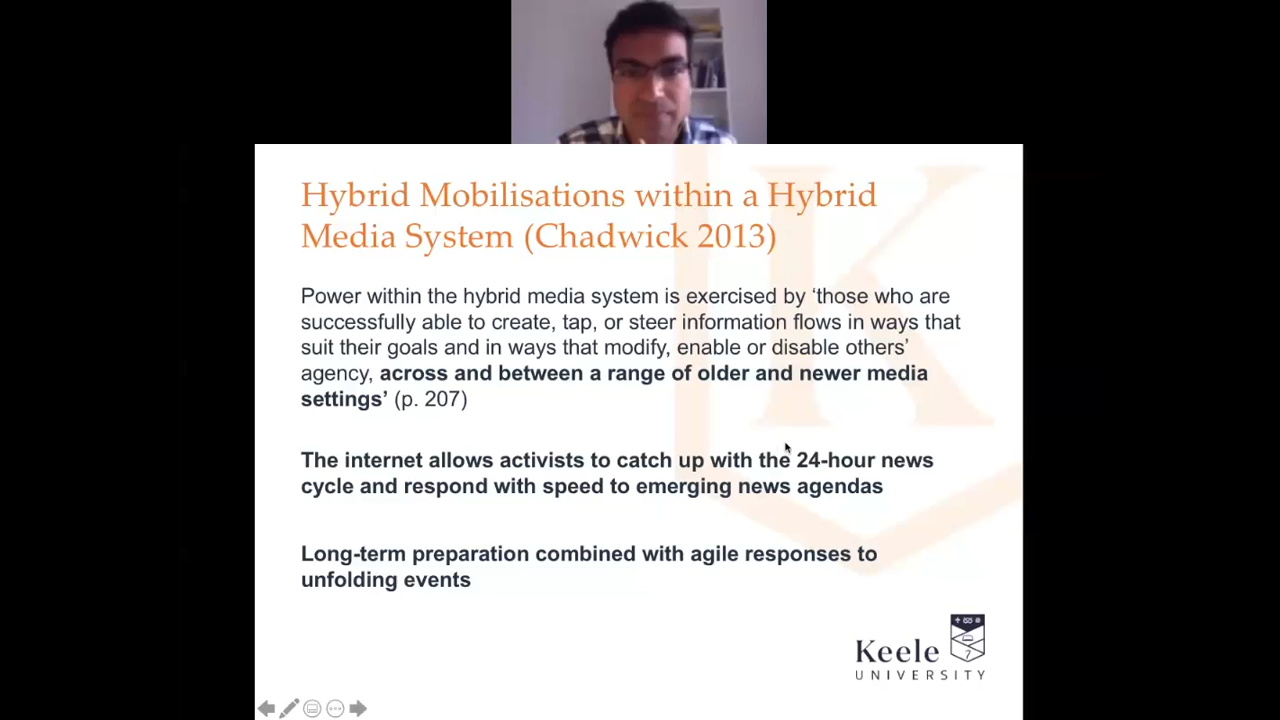 Hybrid Mobilisations within a Hybrid
Media System (Chadwick 2013)
Power within the hybrid media system is exercised by ‘those who are
successfully able to create, tap, or steer information flows in ways that
suit their goals and in ways that modify, enable or disable others’
agency, across and between a range of older and newer media
settings’ (p. 207)
The internet allows activists to catch up with the 24-hour news
cycle and respond with speed to emerging news agendas
Long-term preparation combined with agile responses to
unfolding events
Keele
UNIVERSITY